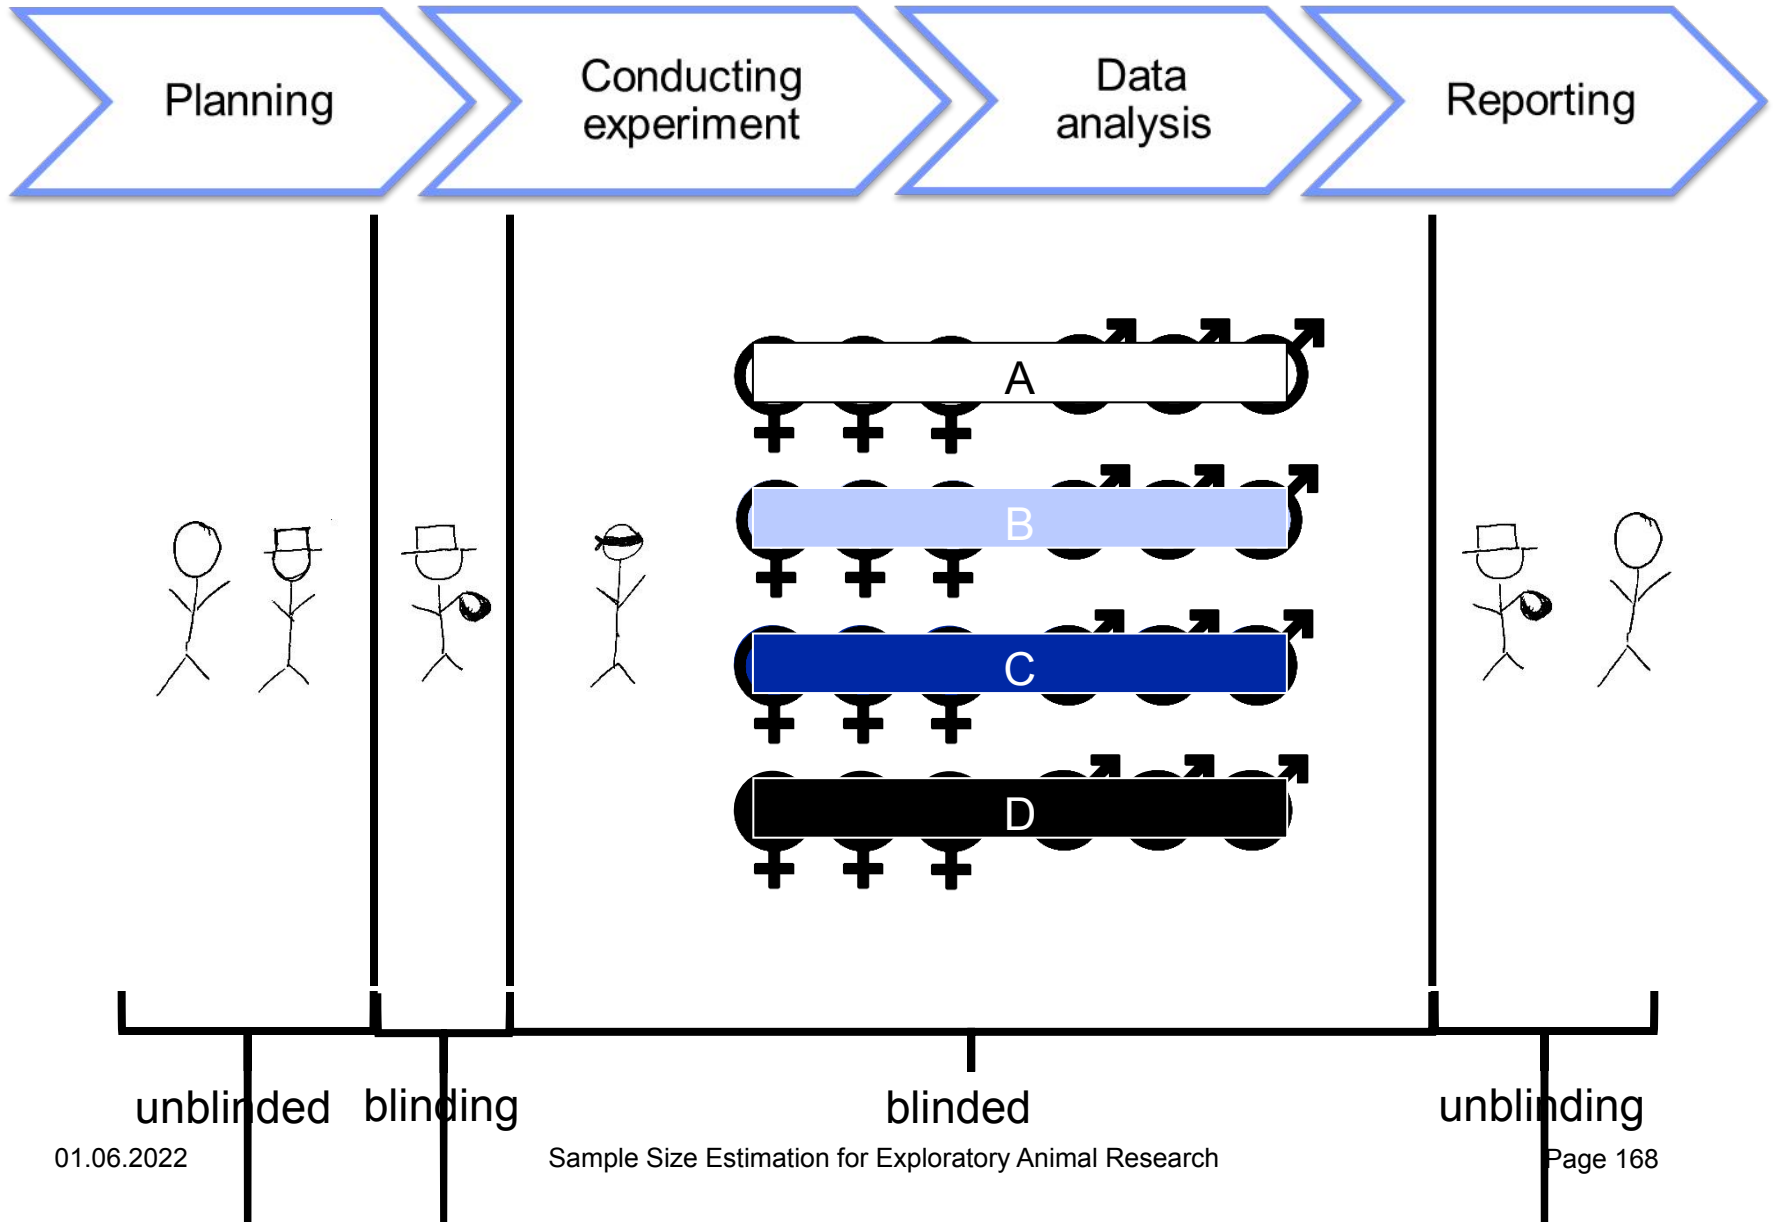 Planning
Conducting
experiment
Data
analysis
Reporting
A
B
C
D
unblinded
blinding
blinded
unblinding
01.06.2022
Sample Size Estimation for Exploratory Animal Research
Page 168